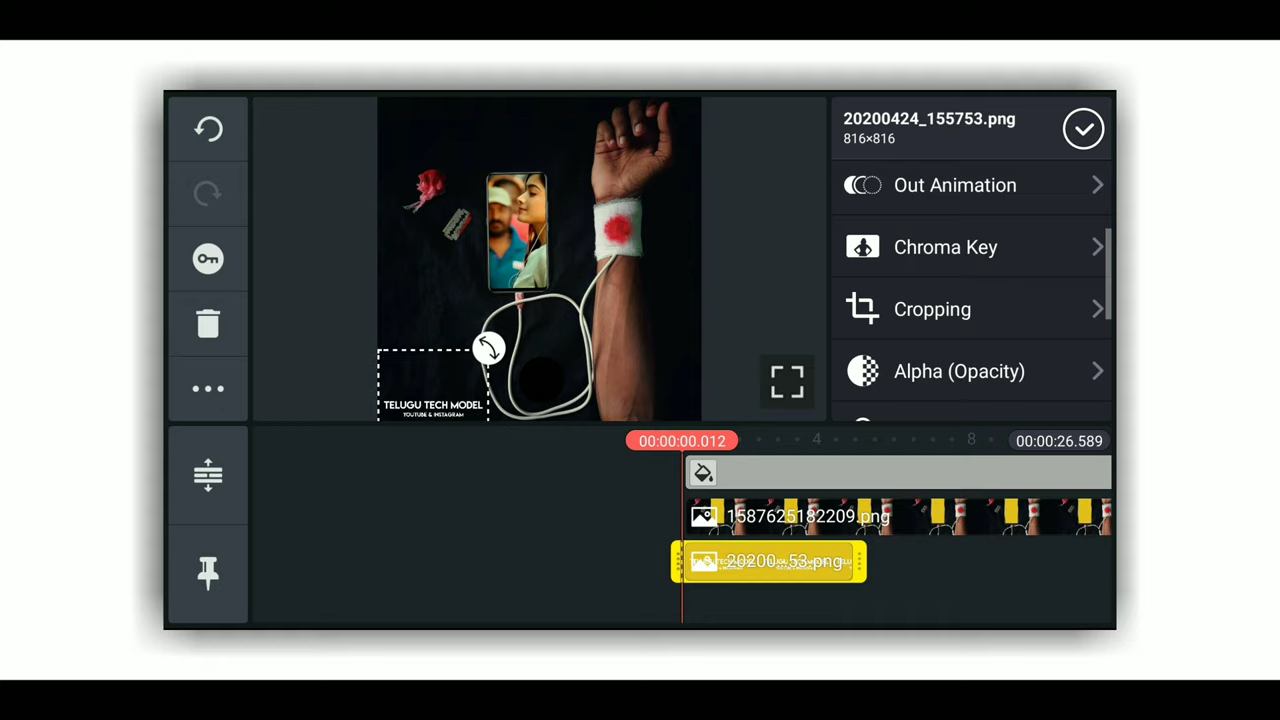 20200424_155753.png
816×816
Out Animation
Chroma Key
Cropping
Alpha (Opacity)
TELUGU TECH MODEL
YOUTUBE & INSTAGRAM
00:00:00.012
4
8
00:00:26.589
1587625182209.png
20200...53.png